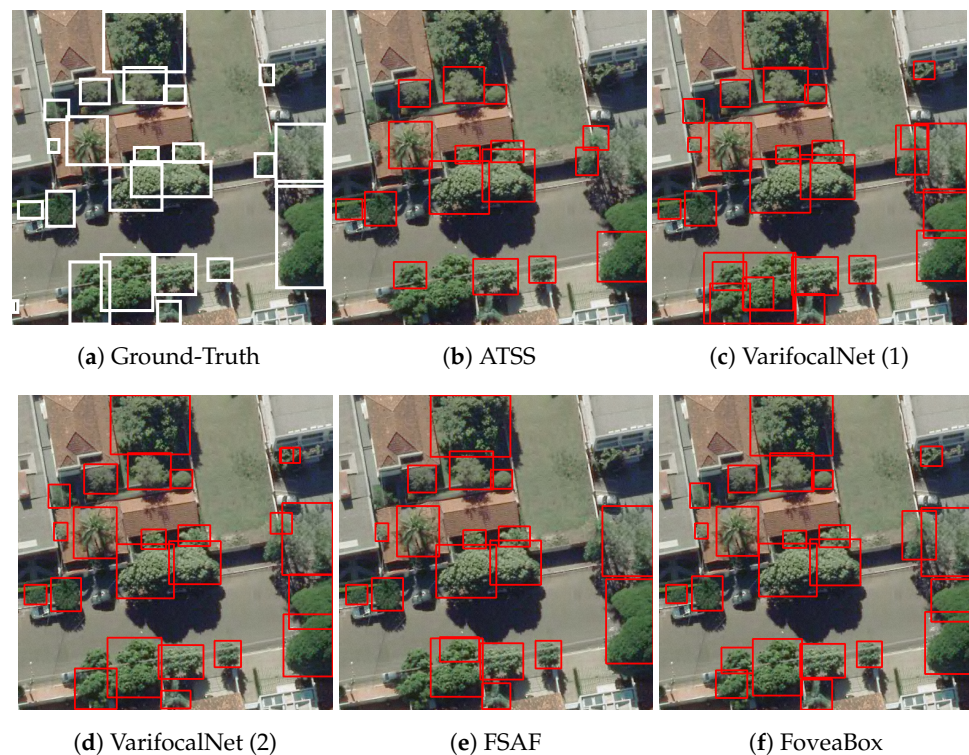 (a) Ground-Truth
(b) ATSS
(c) VarifocalNet (1)
(d) VarifocalNet (2)
(e) FSAF
(f) FoveaBox